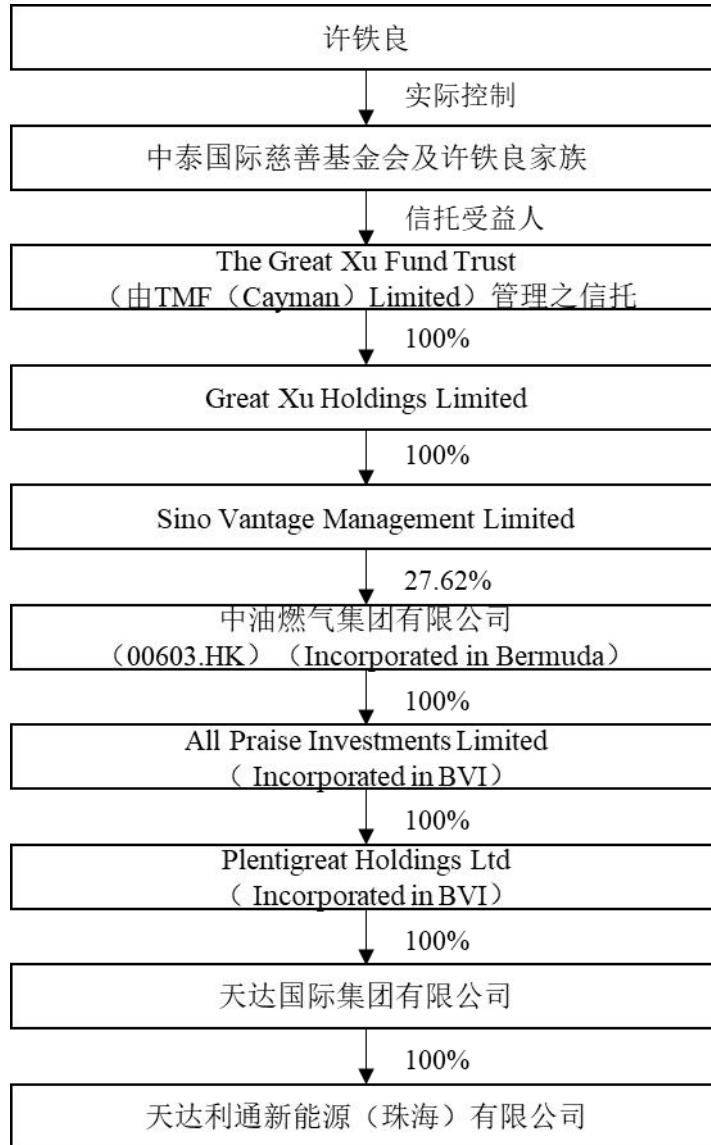 许铁良
实际控制
中泰国际慈善基金会及许铁良家族
信托受益人
The Great Xu Fund Trust
（由TMF（Cayman）Limited）管理之信托
100%
Great Xu Holdings Limited
100%
Sino Vantage Management Limited
27.62%
中油燃气集团有限公司
（00603.HK）（Incorporated in Bermuda）
100%
All Praise Investments Limited
（ Incorporated in BVI）
100%
Plentigreat Holdings Ltd
（ Incorporated in BVI）
100%
天达国际集团有限公司
100%
天达利通新能源（珠海）有限公司